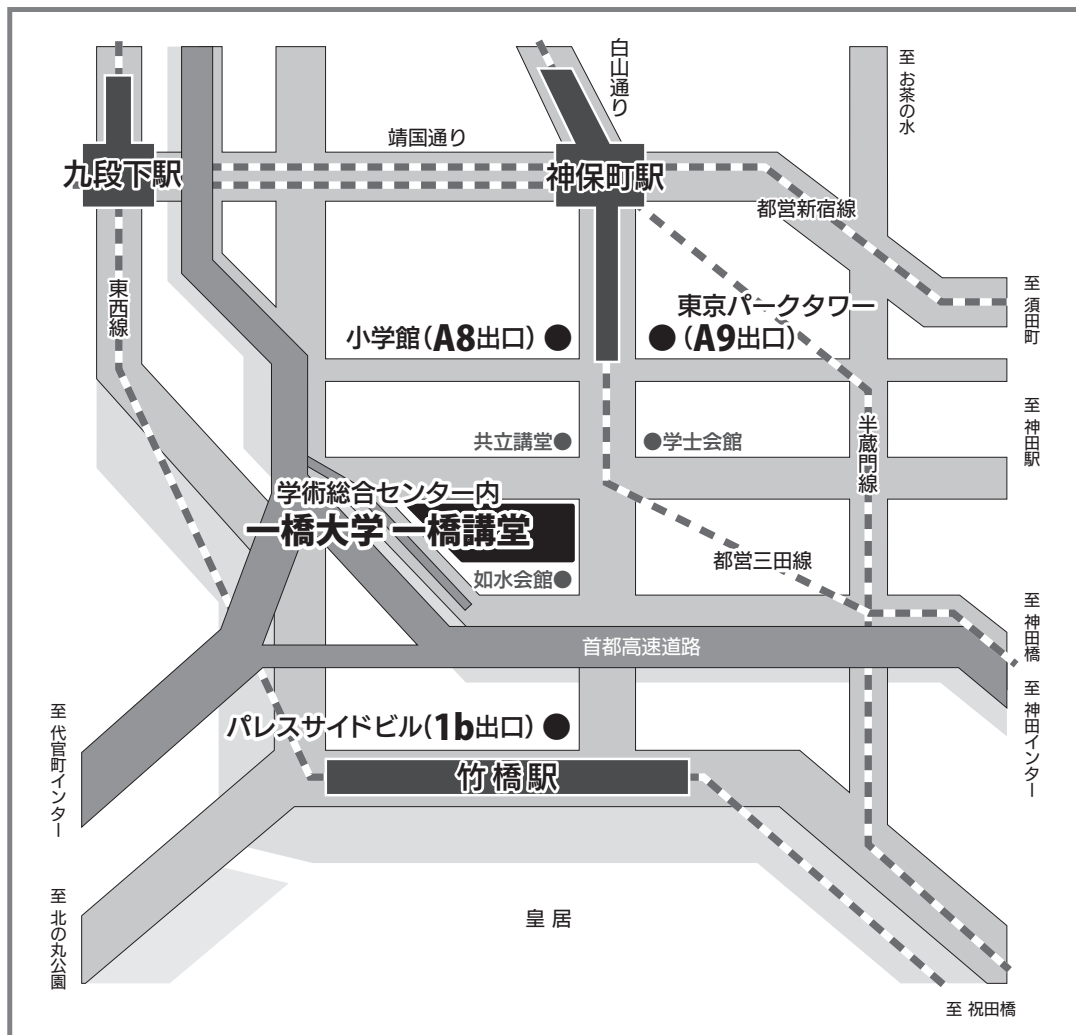 白山通り
至 お茶の水
靖国通り
九段下駅
神保町駅
都営新宿線
東西線
至 須田町
東京パークタワー
小学館(A8出口)●
●(A9出口)
至 神田駅
共立講堂●
●学士会館
半蔵門線
学術総合センター内
一橋大学 一橋講堂
如水会館●
都営三田線
至 神田橋
首都高速道路
至 神田インター
至 代官町インター
パレスサイドビル(1b出口)●
竹橋駅
至 北の丸公園
皇居
至 祝田橋